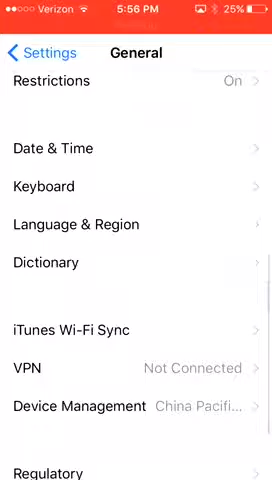 Verizon 5:56 PM 25%
Settings General
Restrictions On
Date & Time
Keyboard
Language & Region
Dictionary
iTunes Wi-Fi Sync
VPN Not Connected
Device Management China Pacifi...
Regulatory